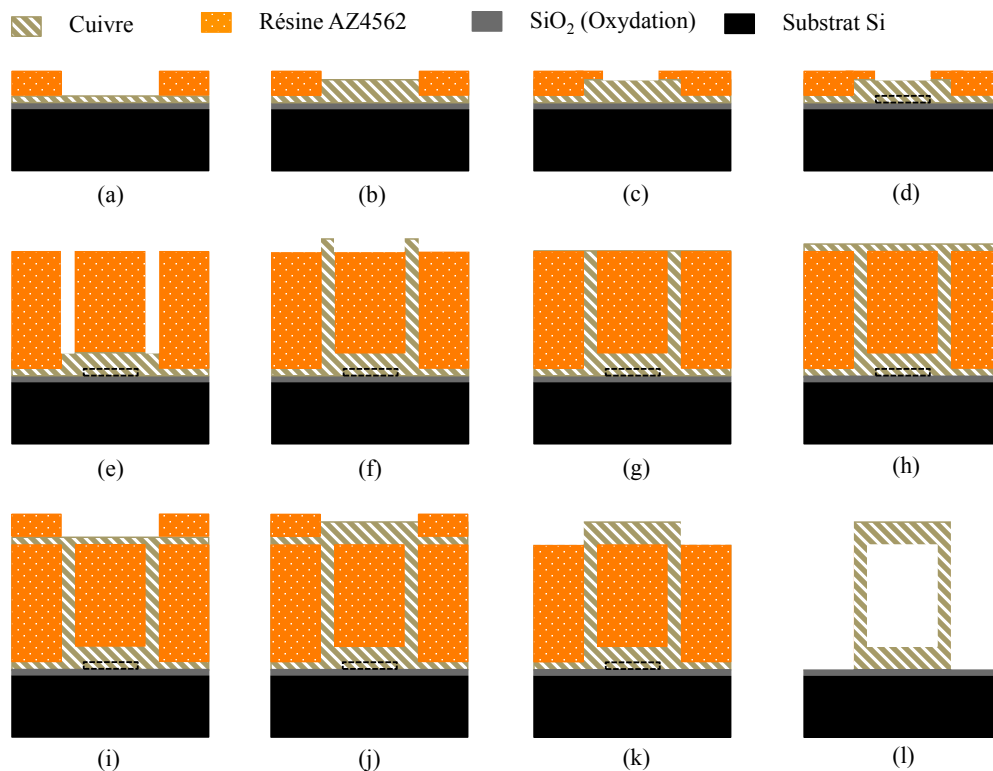 Cuivre Résine AZ4562 SiO₂ (Oxydation) Substrat Si
(a) (b) (c) (d)
(e) (f) (g) (h)
(i) (j) (k) (l)